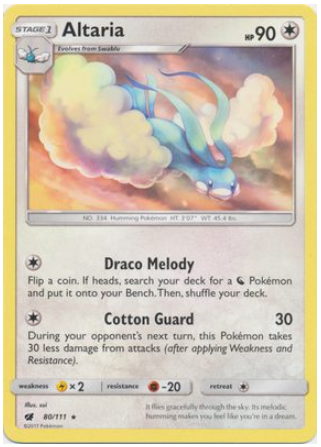 STAGE 1 Altaria HP 90
Evolves from Swablu
NO. 334 Humming Pokémon HT: 3'07" WT: 45.4 lbs.
Draco Melody
Flip a coin. If heads, search your deck for a Pokémon
and put it onto your Bench. Then, shuffle your deck.
Cotton Guard 30
During your opponent's next turn, this Pokémon takes
30 less damage from attacks (after applying Weakness and
Resistance).
weakness × 2 resistance -20 retreat
Illus. sui
80/111 ★
©2017 Pokémon
It flies gracefully through the sky. Its melodic
humming makes you feel like you're in a dream.